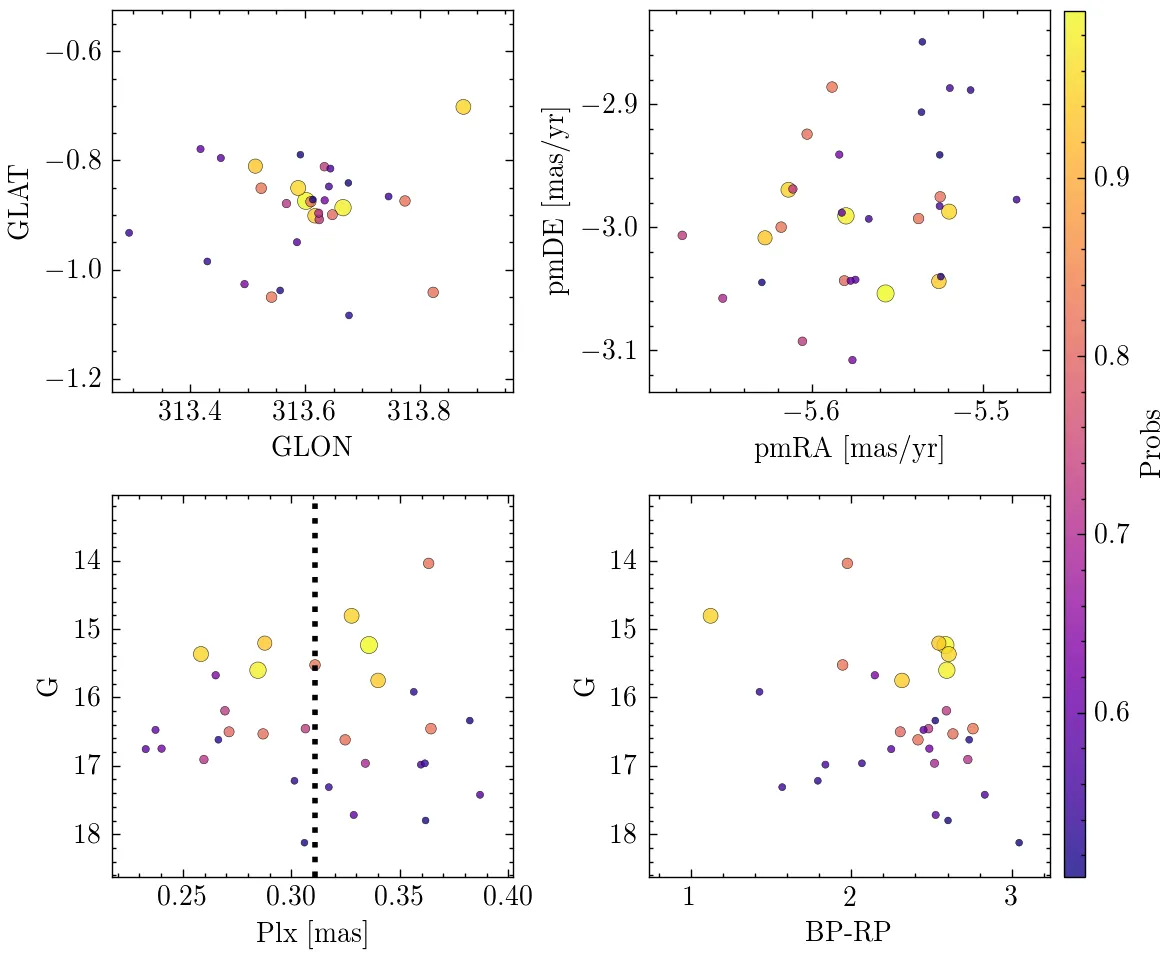 −0.6
−0.8
−1.0
−1.2
GLAT
313.4 313.6 313.8
GLON
−2.9
−3.0
−3.1
pmDE [mas/yr]
−5.6 −5.5
pmRA [mas/yr]
14
15
16
17
18
G
0.25 0.30 0.35 0.40
Plx [mas]
14
15
16
17
18
G
1 2 3
BP-RP
0.9
0.8
0.7
0.6
Probs